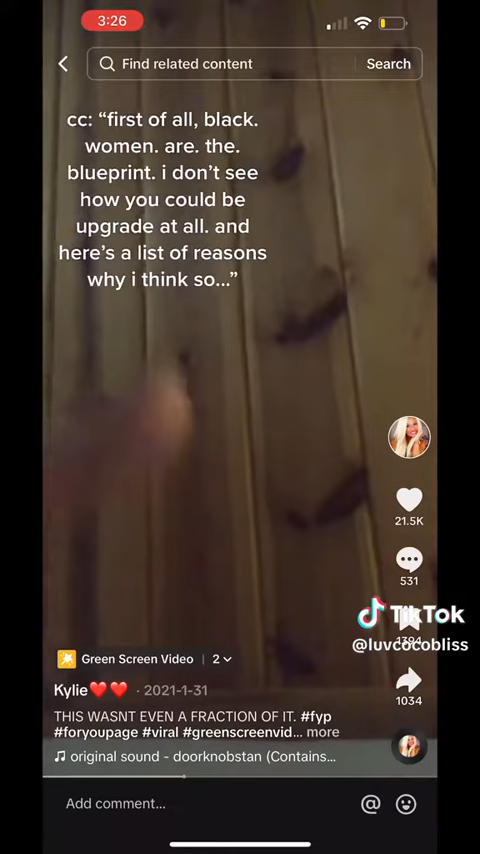 3:26
Find related content
Search
cc: “first of all, black.
women. are. the.
blueprint. i don’t see
how you could be
upgrade at all. and
here’s a list of reasons
why i think so...”
21.5K
531
TikTok
1394
@luvcocobliss
Green Screen Video | 2
1034
Kylie❤️❤️ · 2021-1-31
THIS WASNT EVEN A FRACTION OF IT. #fyp
#foryoupage #viral #greenscreenvid... more
original sound - doorknobstan (Contains...
Add comment...
@